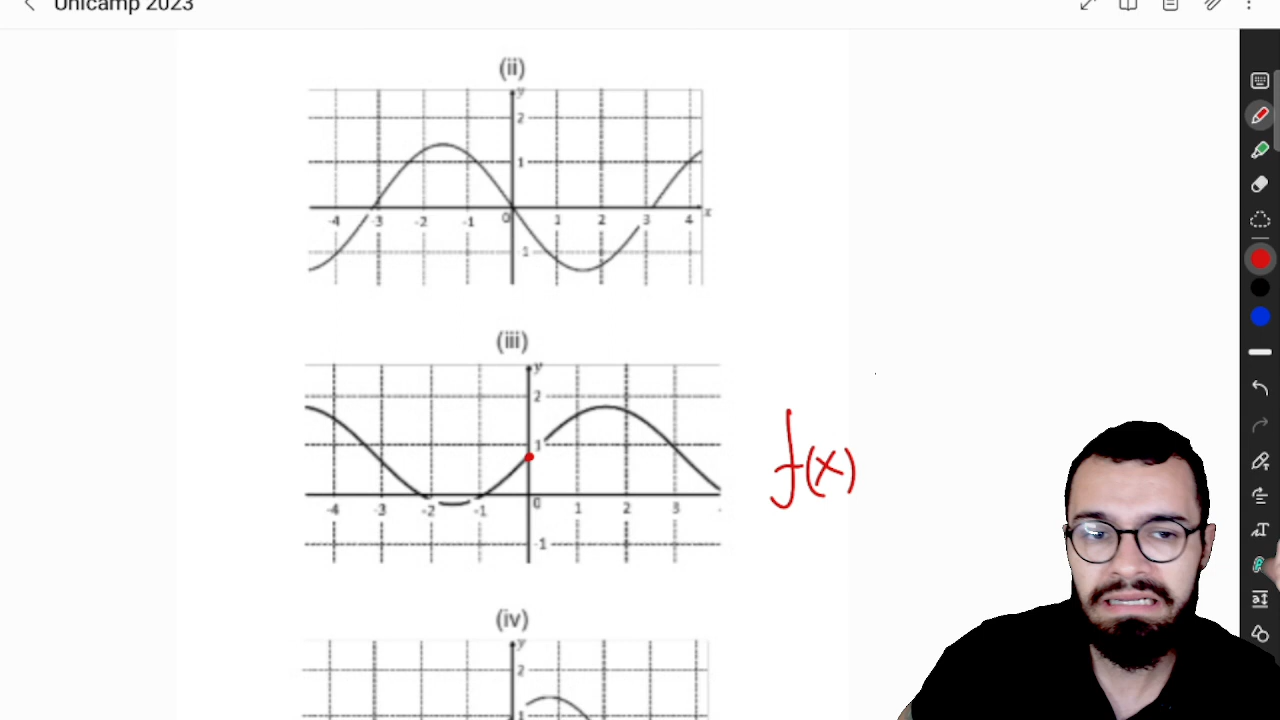 Unicamp 2023
(ii)
y
2
1
-4 -3 -2 -1 0 1 2 3 4 x
-1
(iii)
y
2
1
f(x)
-4 -3 -2 -1 0 1 2 3
-1
(iv)
y
2
1